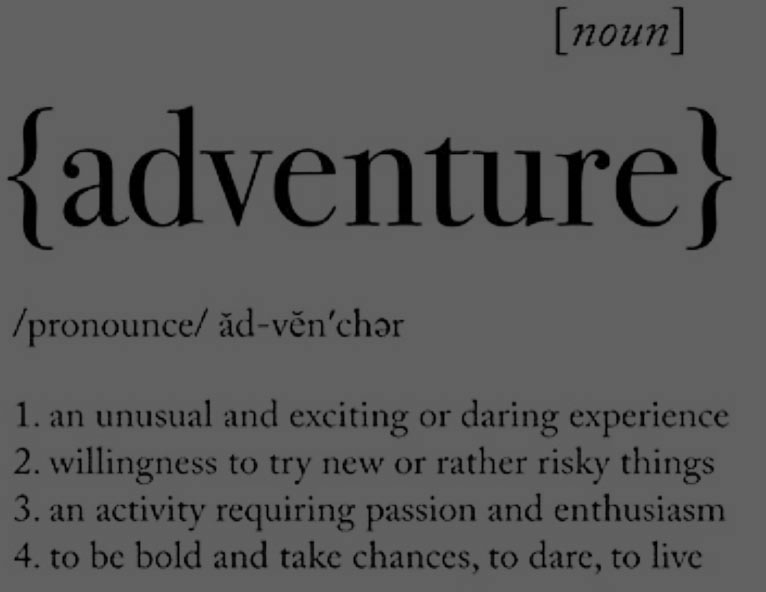 [noun]
{adventure}
/pronounce/ ăd-vĕn′chər
1. an unusual and exciting or daring experience
2. willingness to try new or rather risky things
3. an activity requiring passion and enthusiasm
4. to be bold and take chances, to dare, to live